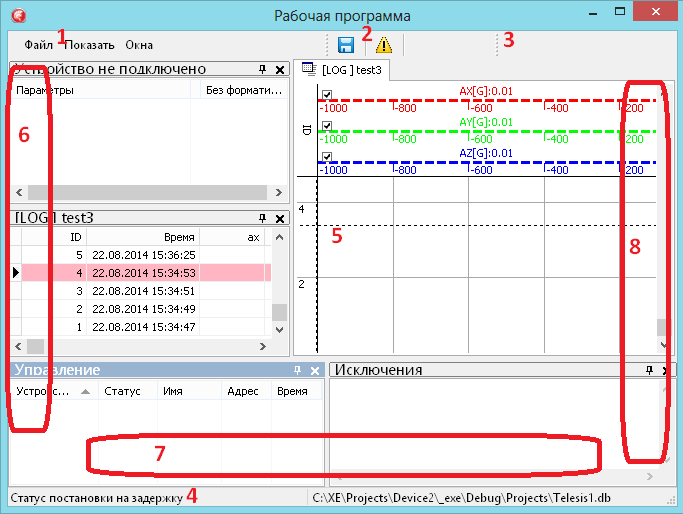 Рабочая программа
Файл 1 Показать Окна 2 3
Устройство не подключено
Параметры Без формати...
6
[LOG ] test3
ID Время ax
5 22.08.2014 15:36:25
4 22.08.2014 15:34:53
3 22.08.2014 15:34:51
2 22.08.2014 15:34:49
1 22.08.2014 15:34:47
[LOG ] test3
ID
AX[G]:0.01
-1000 -800 -600 -400 -200
AY[G]:0.01
-1000 -800 -600 -400 -200
AZ[G]:0.01
-1000 -800 -600 -400 -200
4
5 8
2
Управление
Устройс... Статус Имя Адрес Время
Исключения
7
Статус постановки на задержку 4 C:\XE\Projects\Device2\_exe\Debug\Projects\Telesis1.db